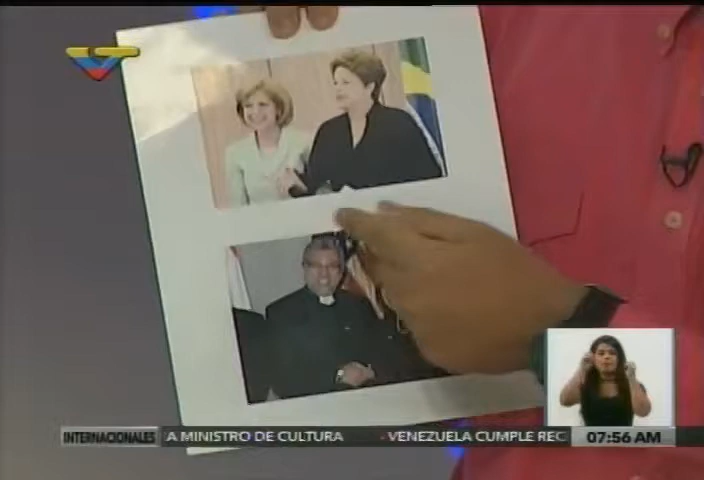 INTERNACIONALES A MINISTRO DE CULTURA - VENEZUELA CUMPLE REC 07:56 AM